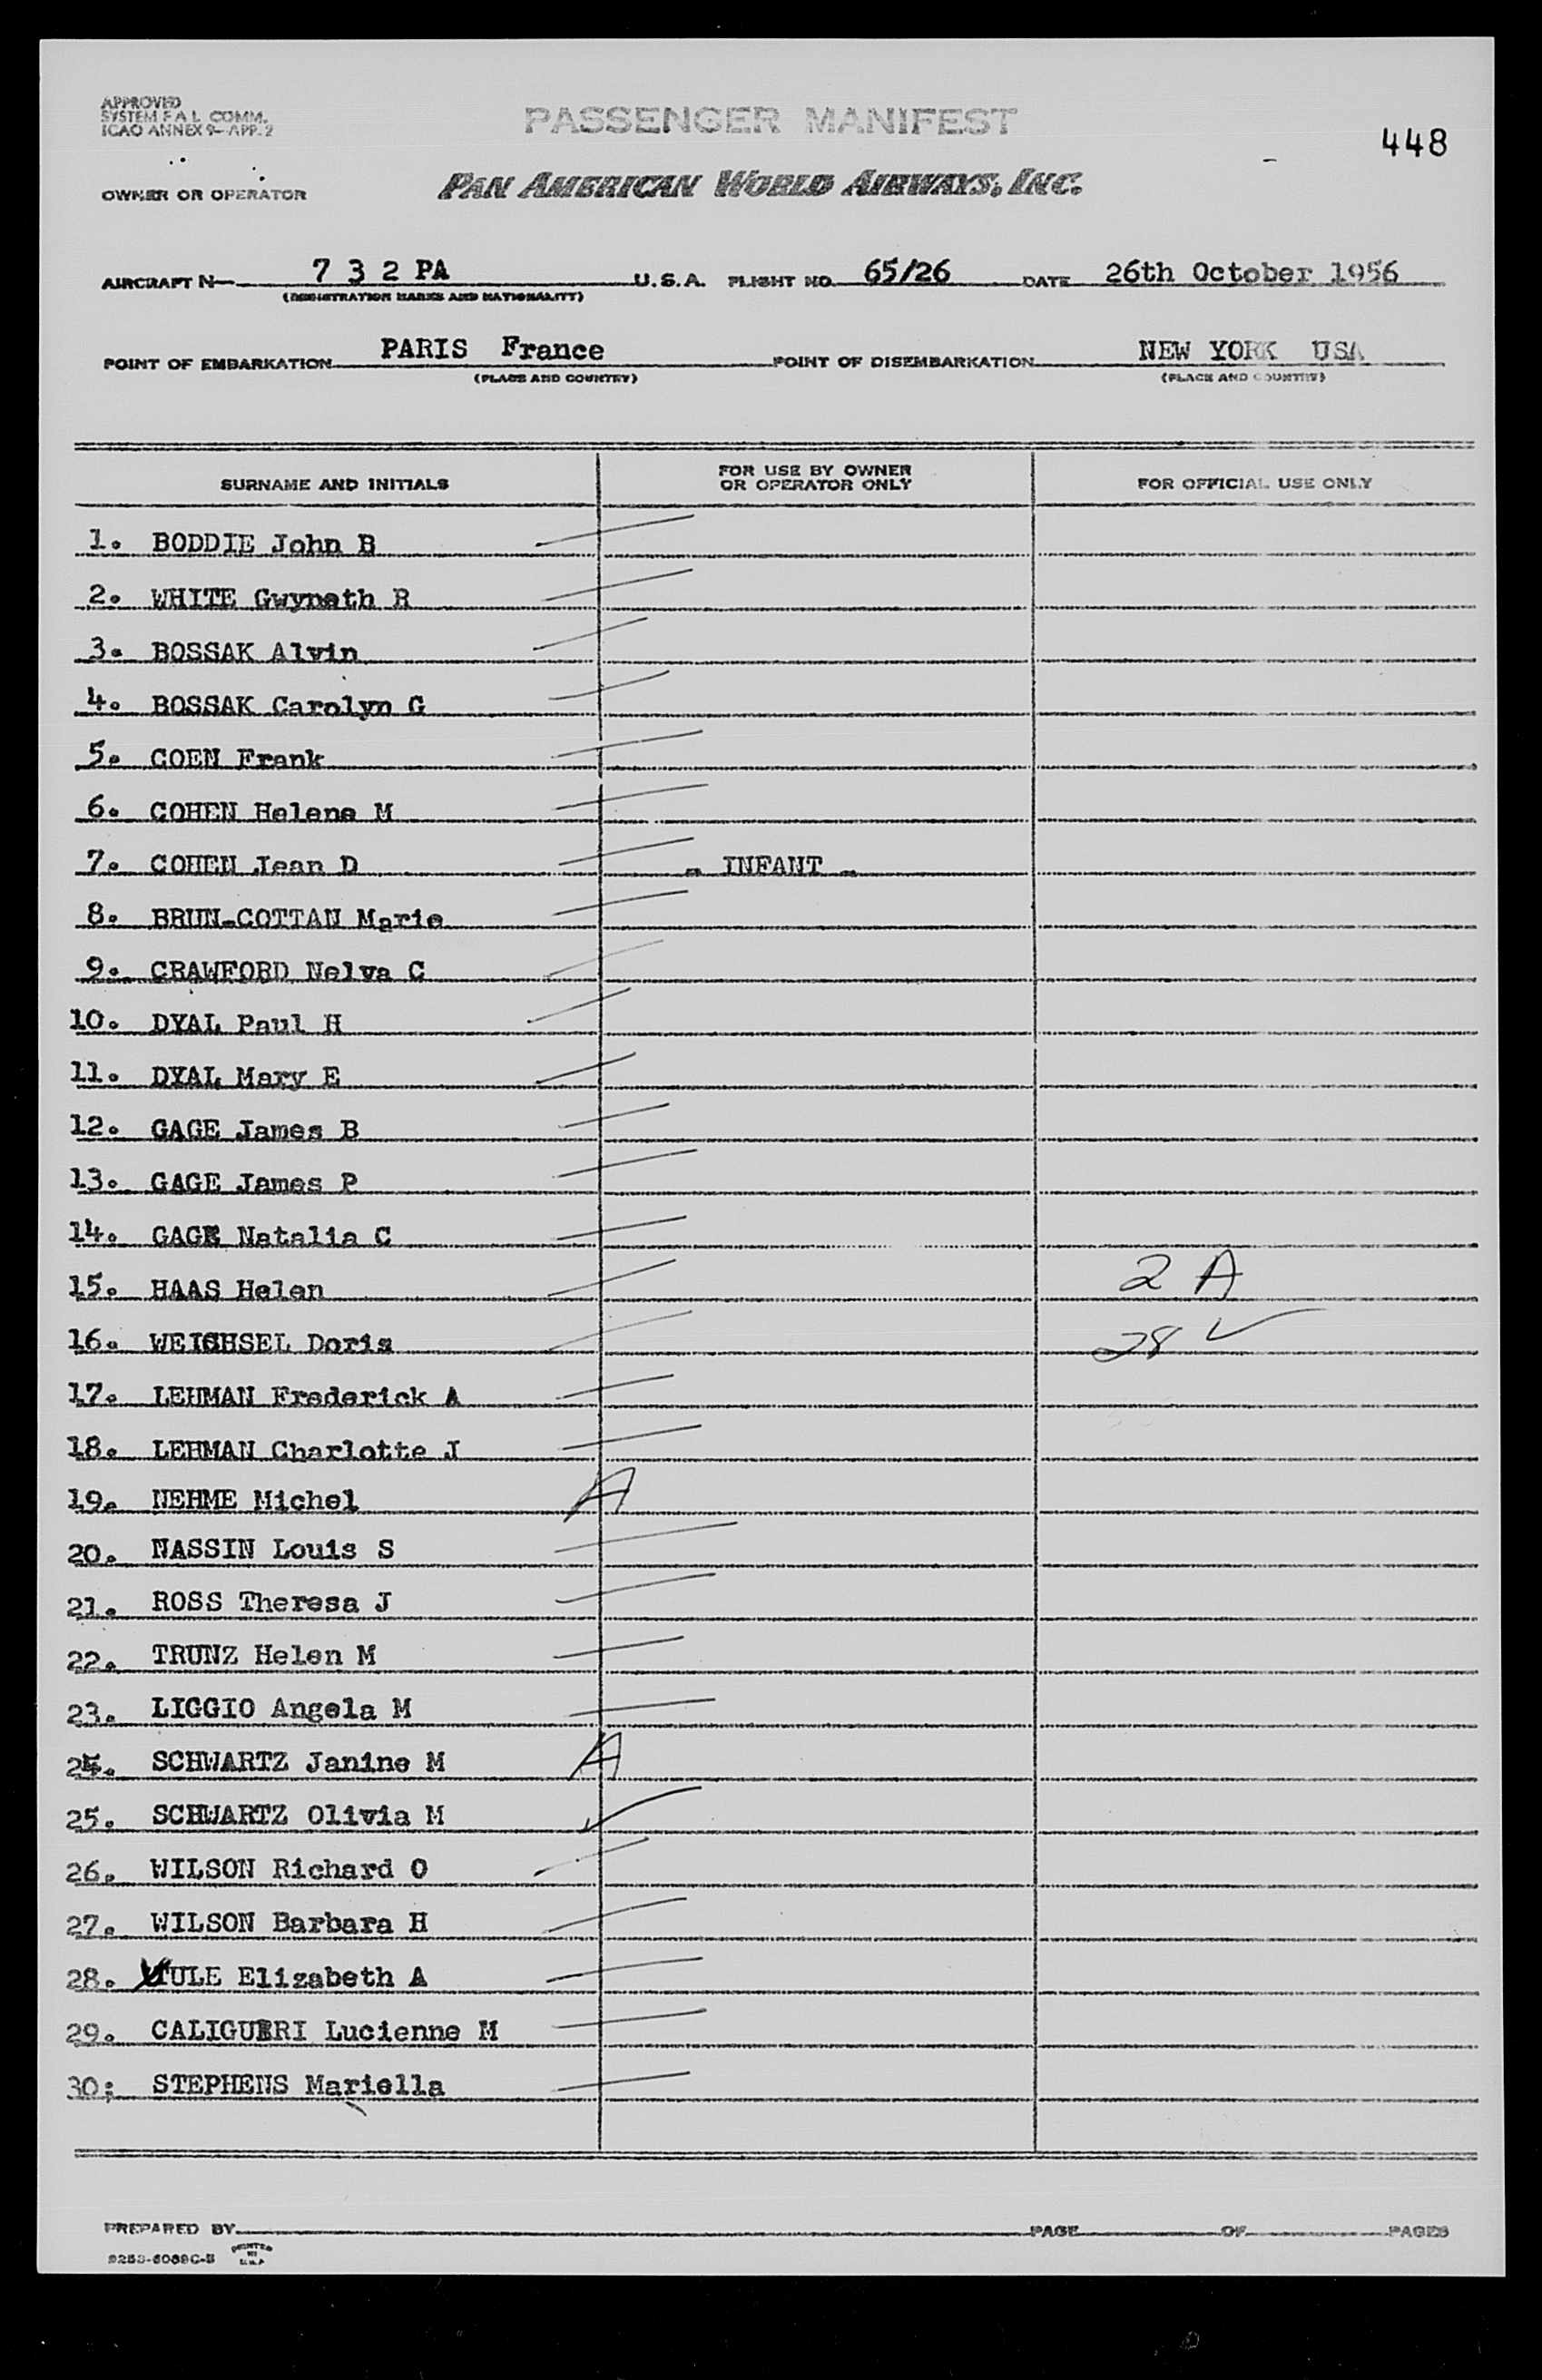 APPROVED
SYSTEM F A L COMM.
ICAO ANNEX 9—APP. 2
PASSENGER MANIFEST
448
OWNER OR OPERATOR
PAN AMERICAN WORLD AIRWAYS, INC.
AIRCRAFT N— 7 3 2 PA U.S.A. FLIGHT NO. 65/26 DATE 26th October 1956
(REGISTRATION MARKS AND NATIONALITY)
POINT OF EMBARKATION PARIS France POINT OF DISEMBARKATION NEW YORK USA
(PLACE AND COUNTRY) (PLACE AND COUNTRY)
SURNAME AND INITIALS FOR USE BY OWNER OR OPERATOR ONLY FOR OFFICIAL USE ONLY
1. BODDIE John B
2. WHITE Gwyneth R
3. BOSSAK Alvin
4. BOSSAK Carolyn G
5. COEN Frank
6. COHEN Helene M
7. COHEN Jean D - INFANT -
8. BRUN-COTTAN Marie
9. CRAWFORD Nelva C
10. DYAL Paul H
11. DYAL Mary E
12. GAGE James B
13. GAGE James P
14. GAGE Natalia C
15. HAAS Helen 2 A
16. WEICHSEL Doris 28 ✓
17. LEHMAN Frederick A
18. LEHMAN Charlotte J
19. NEHME Michel A
20. NASSIN Louis S
21. ROSS Theresa J
22. TRUNZ Helen M
23. LIGGIO Angela M
24. SCHWARTZ Janine M A
25. SCHWARTZ Olivia M
26. WILSON Richard O
27. WILSON Barbara H
28. YULE Elizabeth A
29. CALIGUERI Lucienne M
30; STEPHENS Mariella
PREPARED BY PAGE OF PAGES
9253-6089C-B PRINTED IN U.S.A